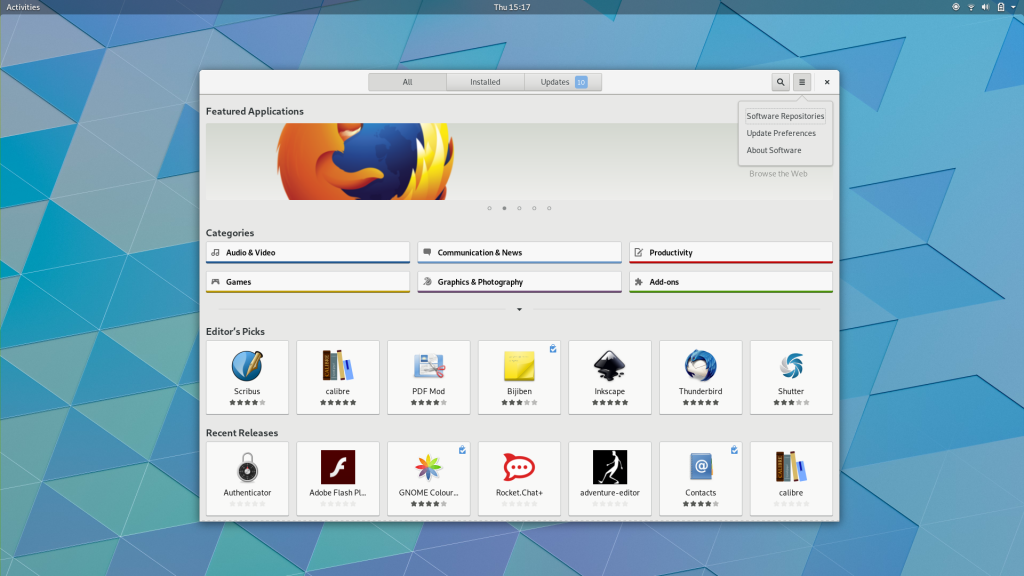 Activities
Thu 15:17
All
Installed
Updates 10
Featured Applications
Software Repositories
Update Preferences
About Software
Browse the Web
Categories
Audio & Video
Communication & News
Productivity
Games
Graphics & Photography
Add-ons
Editor's Picks
Scribus
calibre
PDF Mod
Bijiben
Inkscape
Thunderbird
Shutter
Recent Releases
Authenticator
Adobe Flash Pl...
GNOME Colour...
Rocket.Chat+
adventure-editor
Contacts
calibre